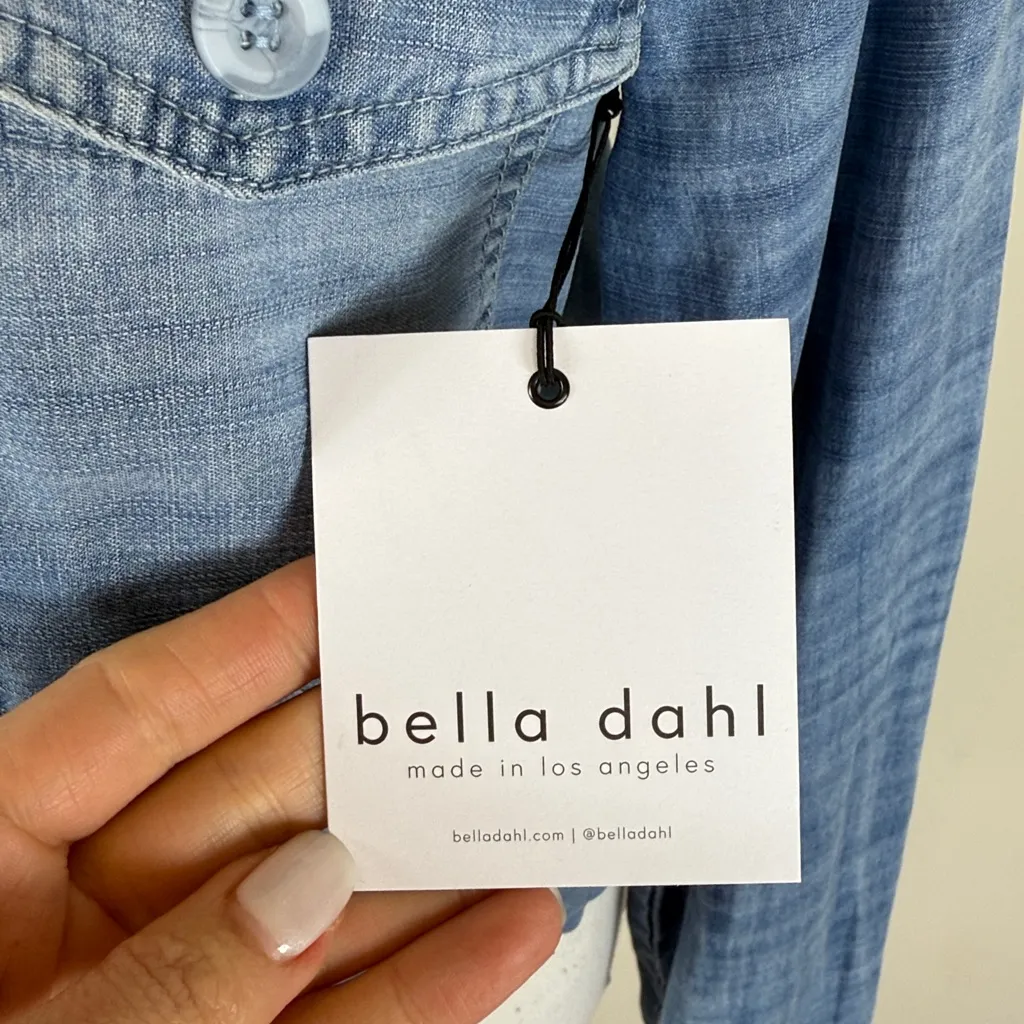 bella dahl
made in los angeles
belladahl.com | @belladahl